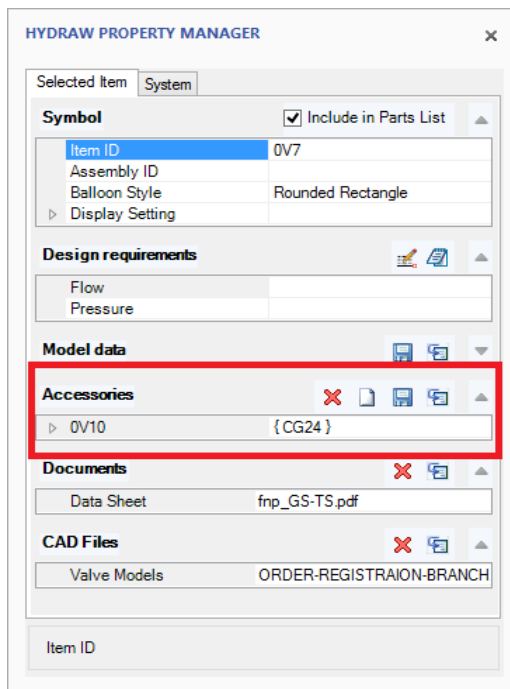 HYDRAW PROPERTY MANAGER
Selected Item System
Symbol Include in Parts List
Item ID 0V7
Assembly ID
Balloon Style Rounded Rectangle
Display Setting
Design requirements
Flow
Pressure
Model data
Accessories
0V10 { CG24 }
Documents
Data Sheet fnp_GS-TS.pdf
CAD Files
Valve Models ORDER-REGISTRAION-BRANCH
Item ID